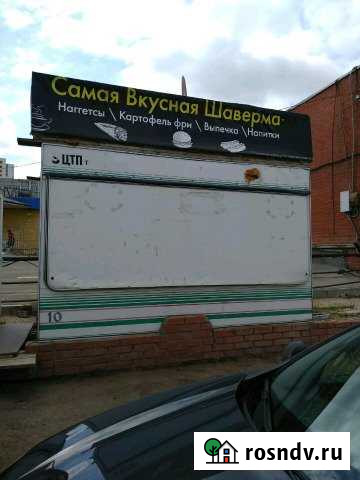 Самая Вкусная Шаверма
Наггетсы \ Картофель фри \ Выпечка \ Напитки
ЦТП
10
rosndv.ru